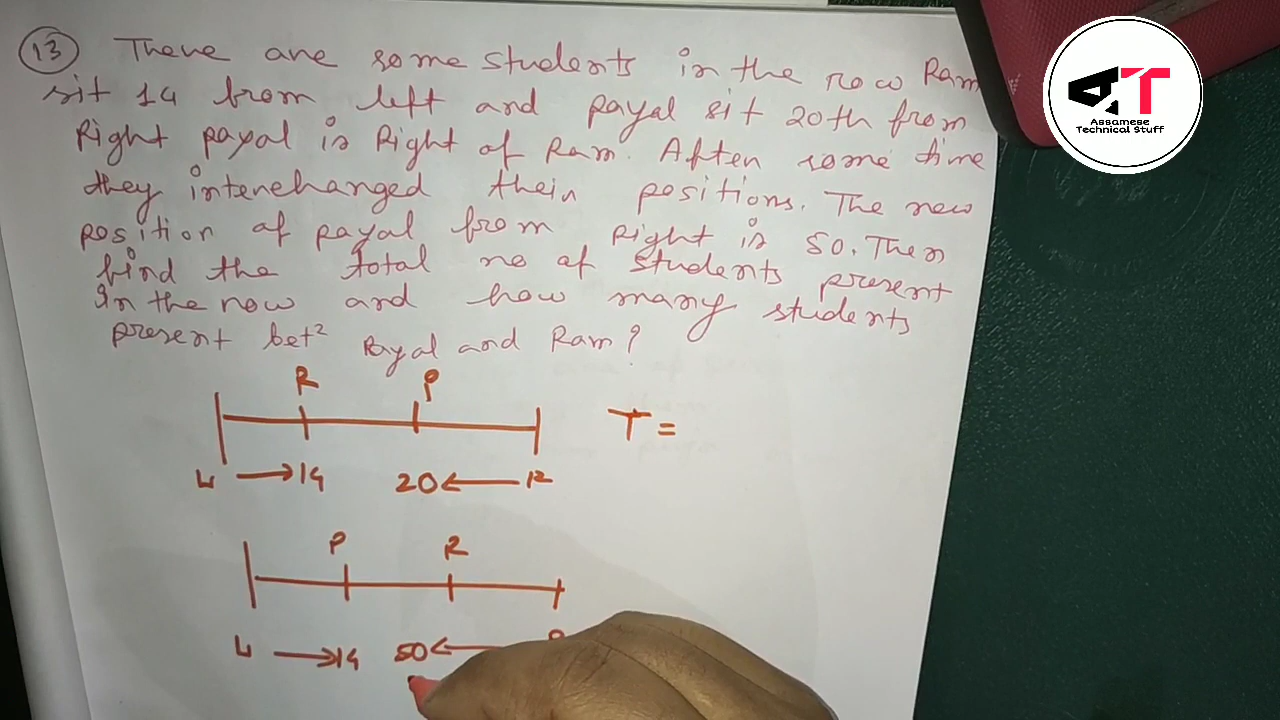 13 There are some students in the row Ram
sit 14 from left and payal sit 20th from
Right payal is Right of Ram. After some time
they interchanged their positions. The new
position of payal from right is 50. Then
find the total no of students present
In the row and how many students
present bet² Payal and Ram?
R P
T =
L → 14 20 ← R
P R
L → 14 50 ←
AT
Assamese
Technical Stuff